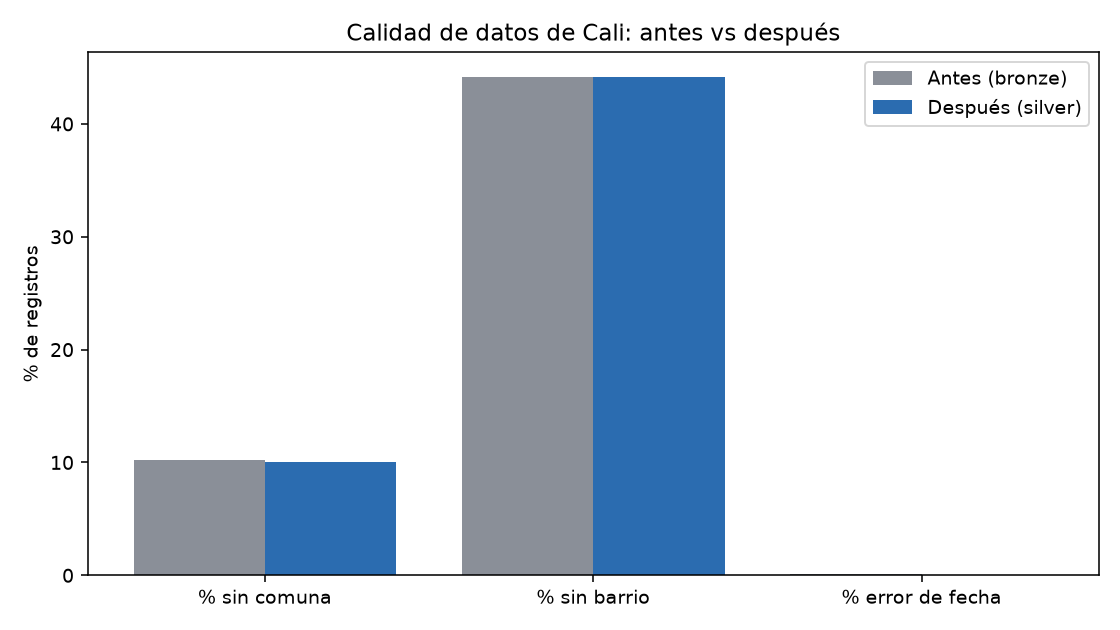 Calidad de datos de Cali: antes vs después
Antes (bronze)
Después (silver)
% de registros
40
30
20
10
0
% sin comuna
% sin barrio
% error de fecha